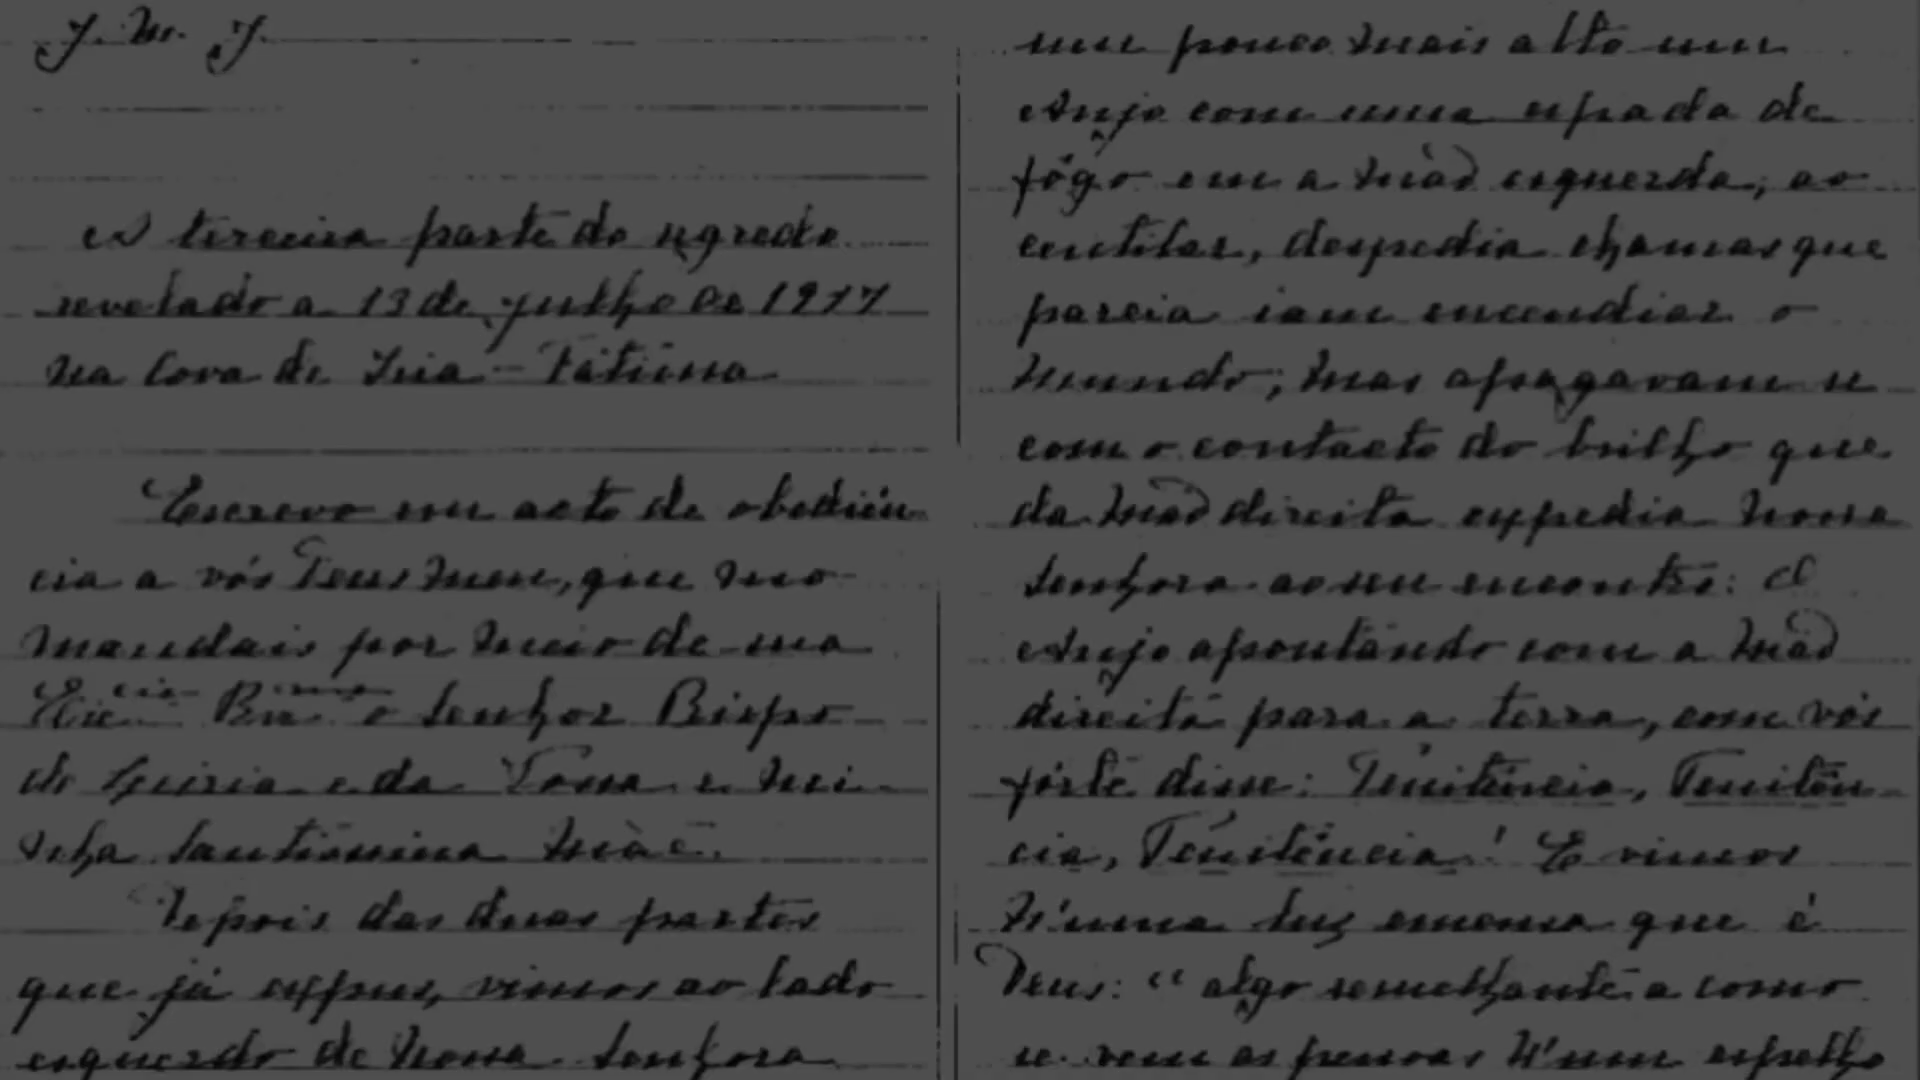 J. M. J.
A terceira parte do segredo
revelado a 13 de julho de 1917
na Cova de Iria - Fátima
Escrevo em acto de obediên
cia a vós Deus meu, que mo
mandais por meio de sua
Ex.cia Rev.ma o Senhor Bispo
de Leiria e da Vossa e mi-
nha Santissima Mãe.
Depois das duas partes
que já expus, vimos ao lado
esquerdo de Nossa Senhora
um pouco mais alto um
Anjo com uma espada de
fôgo em a mão esquerda; ao
centilar, despedia chamas que
parcia iam encendiar o
mundo; mas apagavam se
com o contacto do brilho que
da mão direita expedia Nossa
Senhora ao seu encontro: O
Anjo apontando com a mão
direita para a terra, com vós
forte disse: Penitência, Peniten
cia, Penitência! E vimos
n'uma luz emensa que é
Deus: "algo semelhante a como
se vem as pessoas n'um espelho